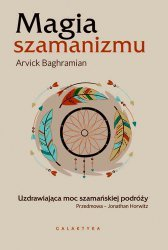 Magia
szamanizmu
Arvick Baghramian
Uzdrawiająca moc szamańskiej podróży
Przedmowa – Jonathan Horwitz
GALAKTYKA